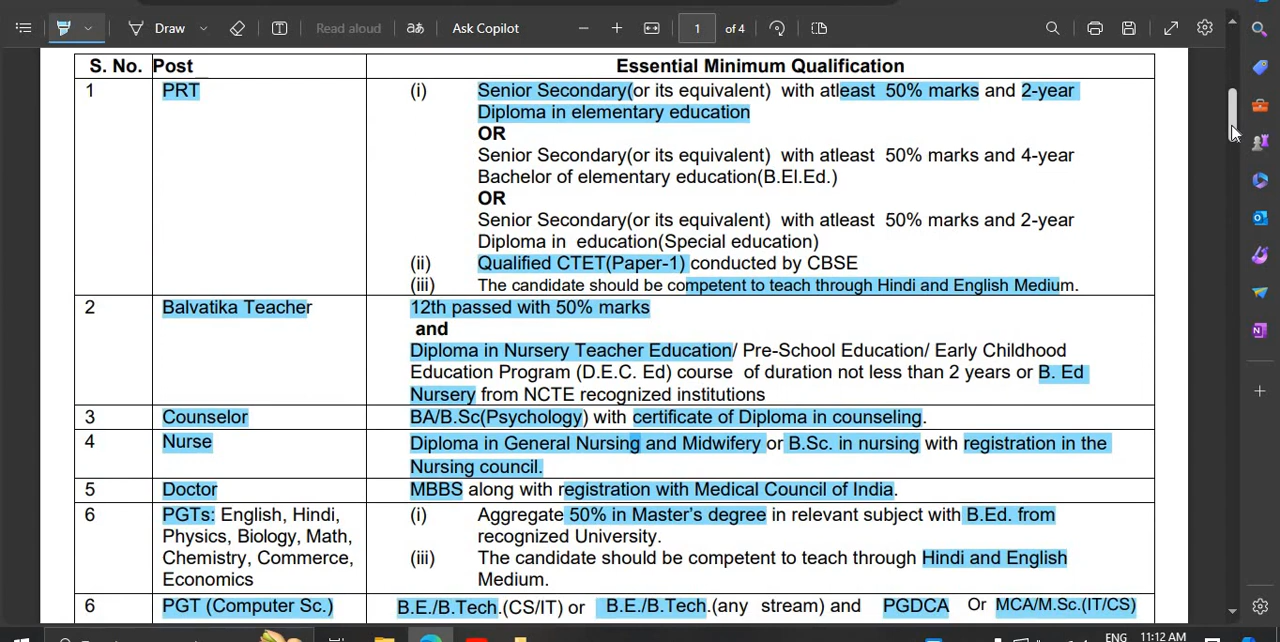 Draw
Read aloud
aあ
Ask Copilot
1 of 4
S. No. Post Essential Minimum Qualification
1 PRT (i) Senior Secondary(or its equivalent) with atleast 50% marks and 2-year
Diploma in elementary education
OR
Senior Secondary(or its equivalent) with atleast 50% marks and 4-year
Bachelor of elementary education(B.El.Ed.)
OR
Senior Secondary(or its equivalent) with atleast 50% marks and 2-year
Diploma in education(Special education)
(ii) Qualified CTET(Paper-1) conducted by CBSE
(iii) The candidate should be competent to teach through Hindi and English Medium.
2 Balvatika Teacher 12th passed with 50% marks
and
Diploma in Nursery Teacher Education/ Pre-School Education/ Early Childhood
Education Program (D.E.C. Ed) course of duration not less than 2 years or B. Ed
Nursery from NCTE recognized institutions
3 Counselor BA/B.Sc(Psychology) with certificate of Diploma in counseling.
4 Nurse Diploma in General Nursing and Midwifery or B.Sc. in nursing with registration in the
Nursing council.
5 Doctor MBBS along with registration with Medical Council of India.
6 PGTs: English, Hindi, (i) Aggregate 50% in Master's degree in relevant subject with B.Ed. from
Physics, Biology, Math, recognized University.
Chemistry, Commerce, (iii) The candidate should be competent to teach through Hindi and English
Economics Medium.
6 PGT (Computer Sc.) B.E./B.Tech.(CS/IT) or B.E./B.Tech.(any stream) and PGDCA Or MCA/M.Sc.(IT/CS)
ENG 11:12 AM